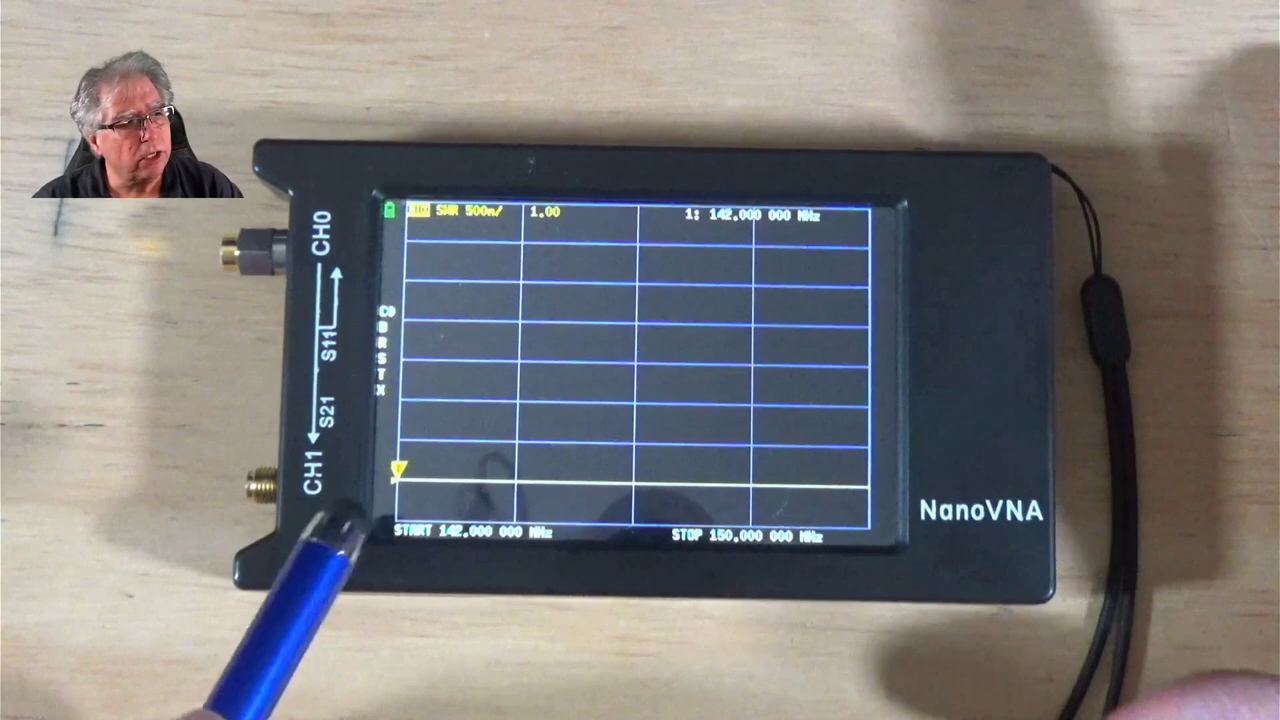 SWR 500m/ 1.00 1: 142.000 000 MHz
C0
B
R
S
T
X
START 142.000 000 MHz STOP 150.000 000 MHz
CH0
S11
S21
CH1
NanoVNA